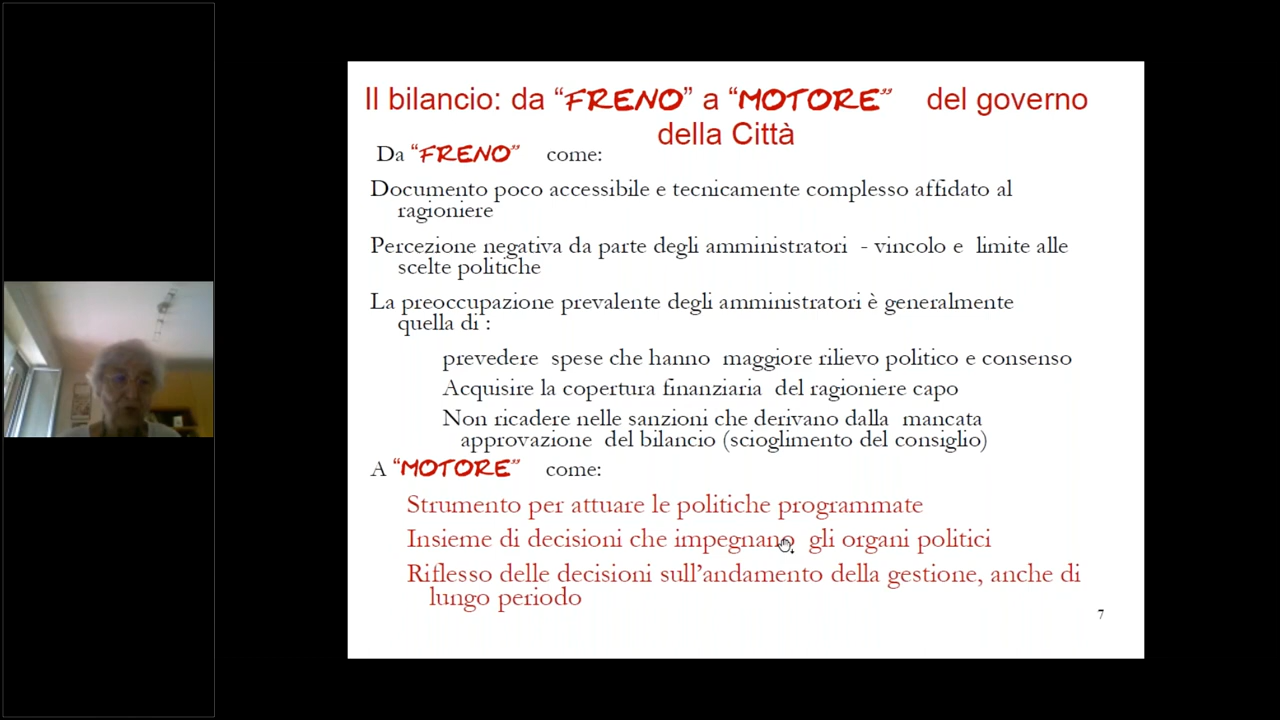 Il bilancio: da “FRENO” a “MOTORE” del governo
della Città
Da “FRENO” come:
Documento poco accessibile e tecnicamente complesso affidato al
ragioniere
Percezione negativa da parte degli amministratori - vincolo e limite alle
scelte politiche
La preoccupazione prevalente degli amministratori è generalmente
quella di :
prevedere spese che hanno maggiore rilievo politico e consenso
Acquisire la copertura finanziaria del ragioniere capo
Non ricadere nelle sanzioni che derivano dalla mancata
approvazione del bilancio (scioglimento del consiglio)
A “MOTORE” come:
Strumento per attuare le politiche programmate
Insieme di decisioni che impegnano gli organi politici
Riflesso delle decisioni sull’andamento della gestione, anche di
lungo periodo
7